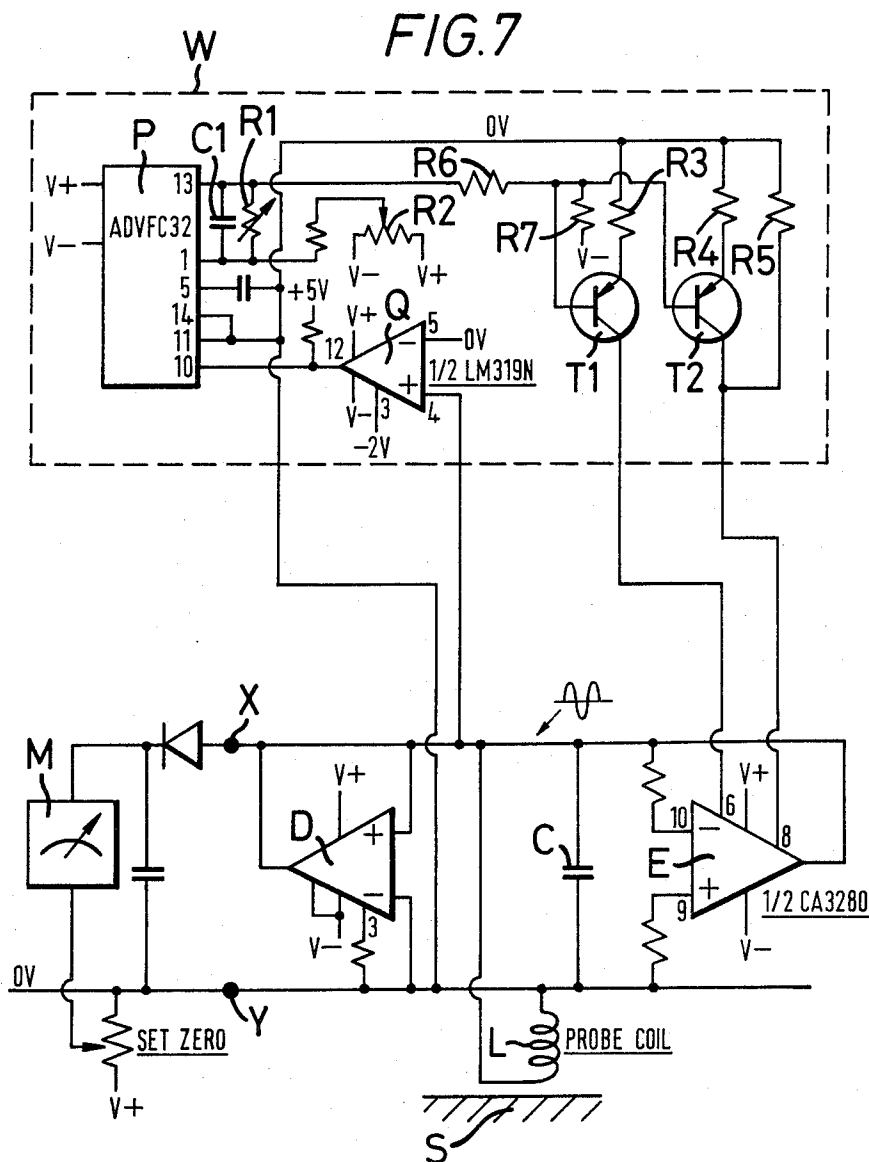 FIG.7
W
P
C1
R1
0V
R6
R3
V+
13
ADVFC32
R2
V-
1
R7
V-
R4
R5
V-
V+
5
+5V
14
V+
Q
5
0V
11
12
1/2 LM319N
10
4
T1
T2
V-
3
-2V
X
M
V+
D
C
10
6
V+
8
E
9
1/2 CA3280
3
V-
V-
0V
Y
SET ZERO
L
PROBE COIL
V+
S